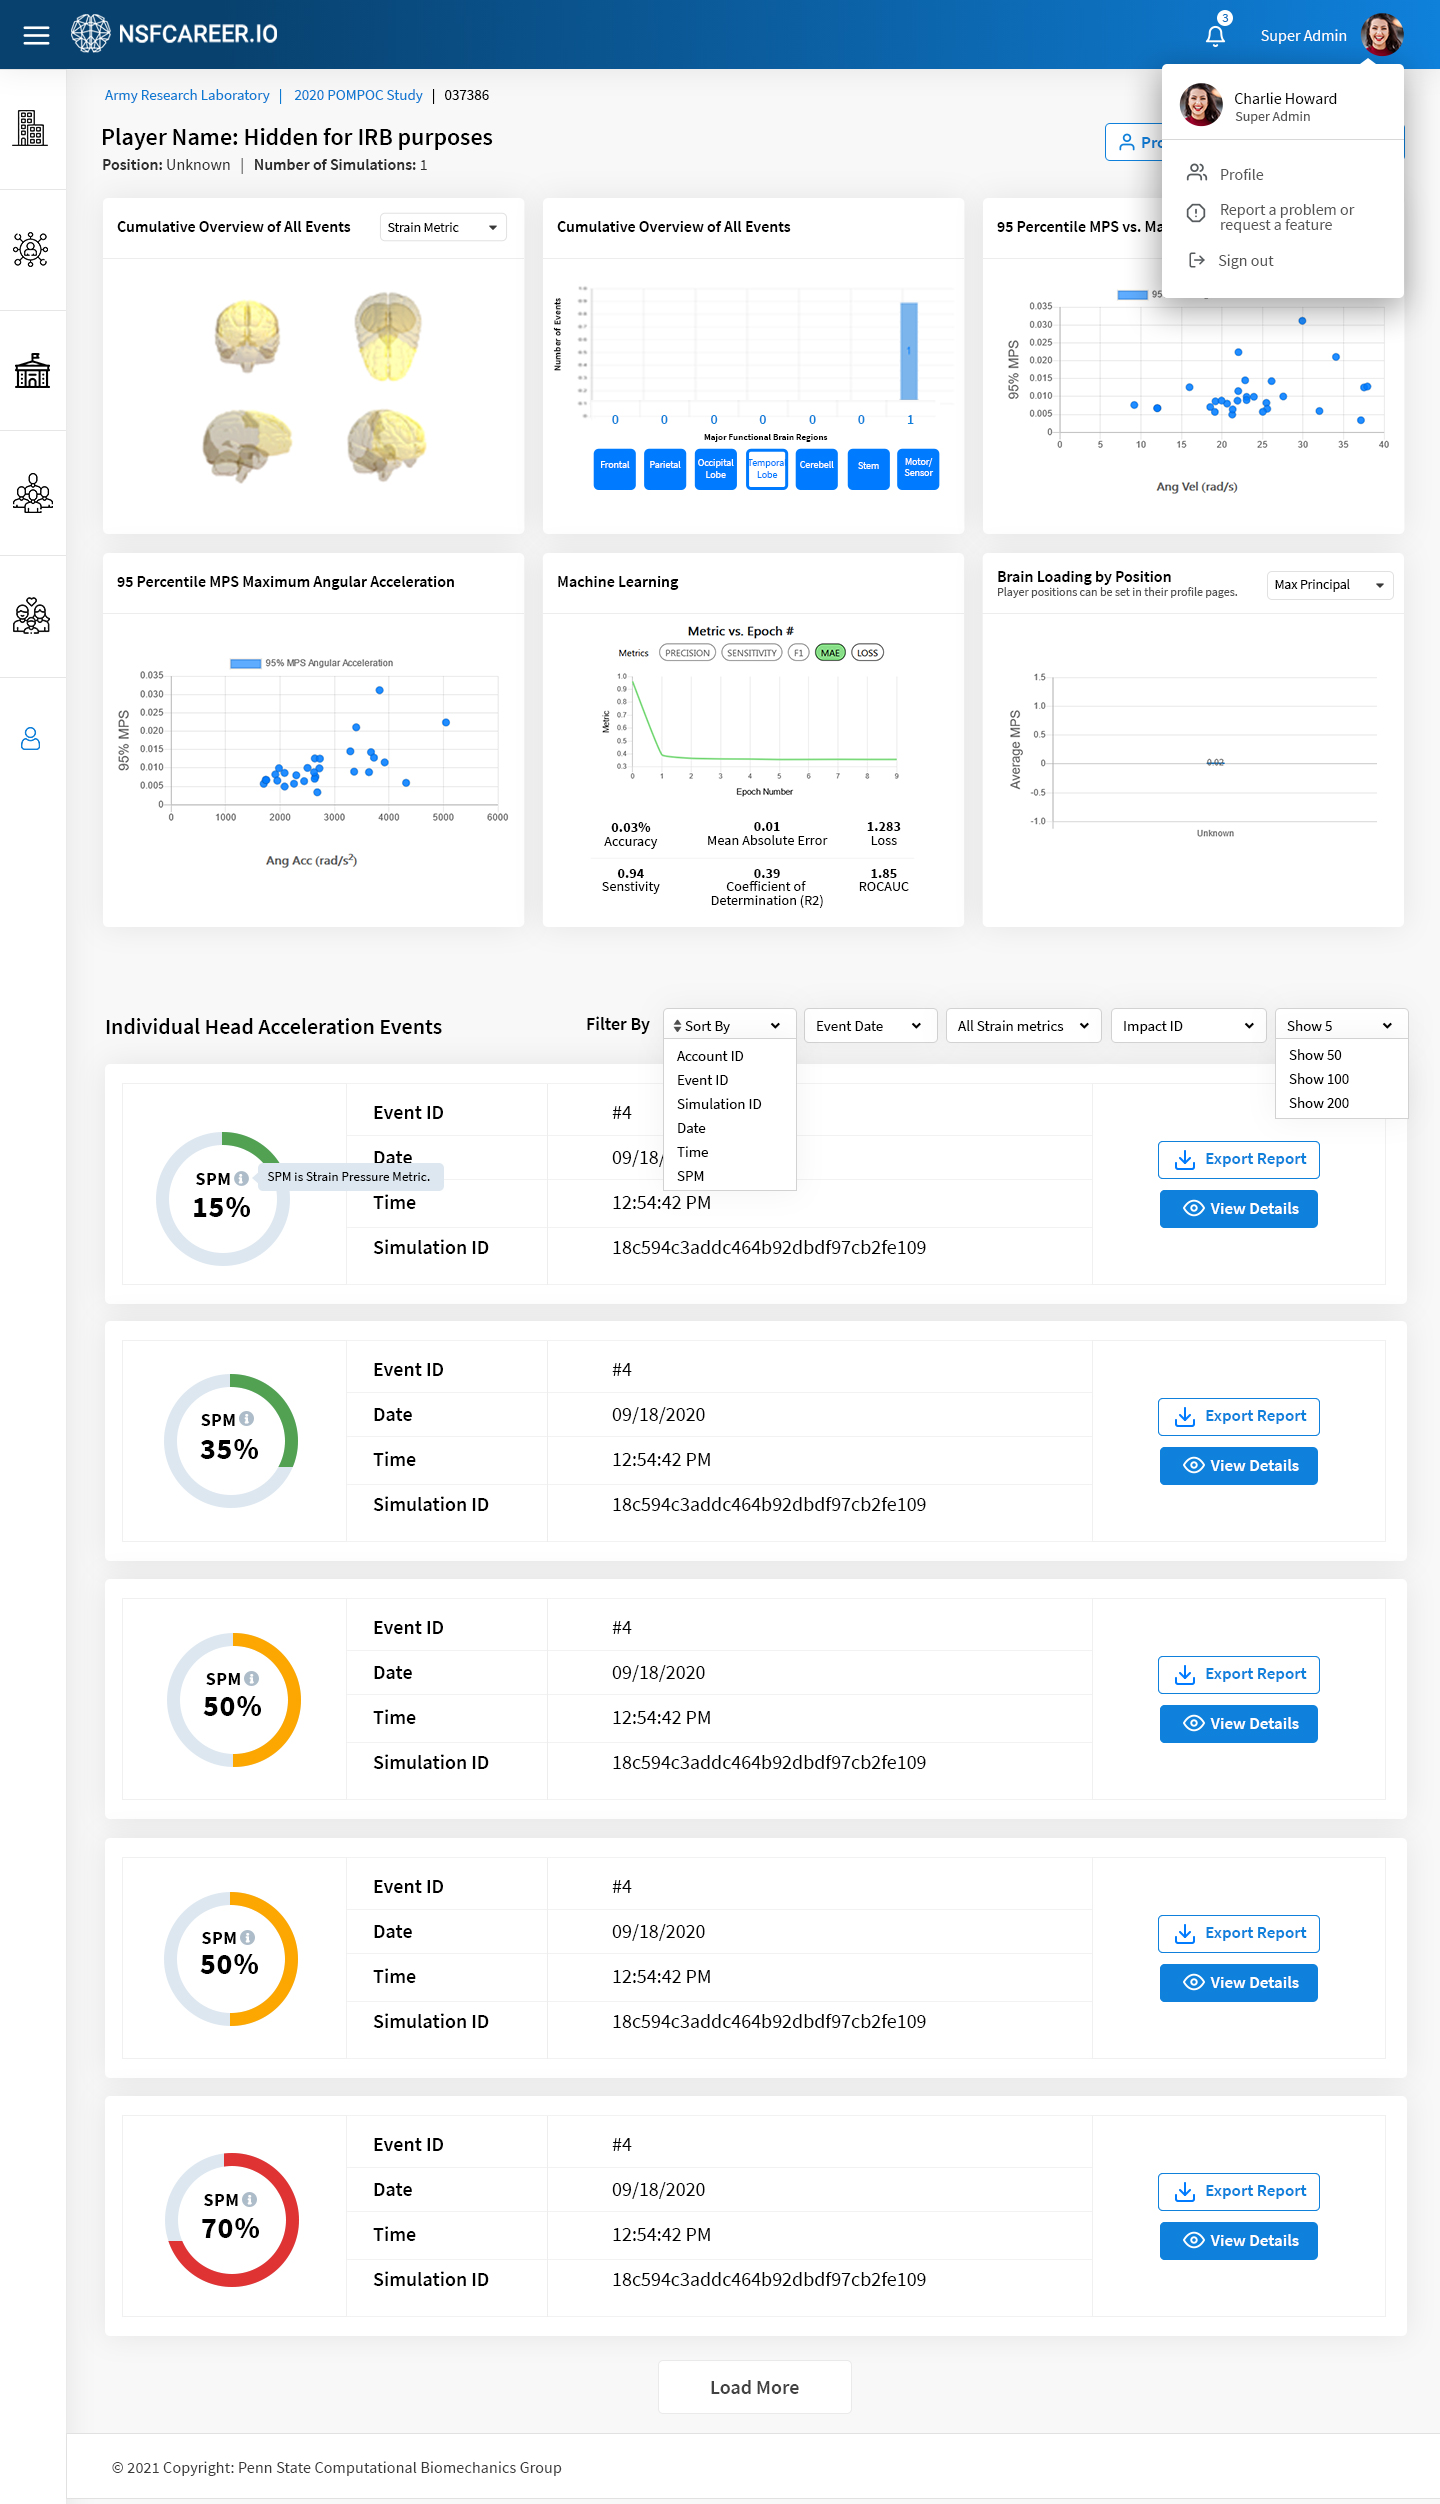 NSFCAREER.IO
3
Super Admin
Charlie Howard
Super Admin
Profile
Report a problem or
request a feature
Sign out
Army Research Laboratory | 2020 POMPOC Study | 037386
Player Name: Hidden for IRB purposes
Position: Unknown | Number of Simulations: 1
Cumulative Overview of All Events
Strain Metric
Cumulative Overview of All Events
Number of Events
1
0 0 0 0 0 0 1
Major Functional Brain Regions
Frontal
Parietal
Occipital
Lobe
Tempora
Lobe
Cerebell
Stem
Motor/
Sensor
95 Percentile MPS vs. Ma
95
95% MPS
0.035
0.030
0.025
0.020
0.015
0.010
0.005
0
0 5 10 15 20 25 30 35 40
Ang Vel (rad/s)
95 Percentile MPS Maximum Angular Acceleration
95% MPS Angular Acceleration
95% MPS
0.035
0.030
0.025
0.020
0.015
0.010
0.005
0
0 1000 2000 3000 4000 5000 6000
Ang Acc (rad/s²)
Machine Learning
Metric vs. Epoch #
Metrics PRECISION SENSITIVITY F1 MAE LOSS
Metric
1.0
0.9
0.8
0.7
0.6
0.5
0.4
0.3
0 1 2 3 4 5 6 7 8 9
Epoch Number
0.03%
Accuracy
0.01
Mean Absolute Error
1.283
Loss
0.94
Senstivity
0.39
Coefficient of
Determination (R2)
1.85
ROCAUC
Brain Loading by Position
Player positions can be set in their profile pages.
Max Principal
Average MPS
1.5
1.0
0.5
0
-0.5
-1.0
0.02
Unknown
Individual Head Acceleration Events
Filter By
Sort By
Account ID
Event ID
Simulation ID
Date
Time
SPM
Event Date
All Strain metrics
Impact ID
Show 5
Show 50
Show 100
Show 200
SPM
15%
SPM is Strain Pressure Metric.
Event ID #4
Date 09/18/
Time 12:54:42 PM
Simulation ID 18c594c3addc464b92dbdf97cb2fe109
Export Report
View Details
SPM
35%
Event ID #4
Date 09/18/2020
Time 12:54:42 PM
Simulation ID 18c594c3addc464b92dbdf97cb2fe109
Export Report
View Details
SPM
50%
Event ID #4
Date 09/18/2020
Time 12:54:42 PM
Simulation ID 18c594c3addc464b92dbdf97cb2fe109
Export Report
View Details
SPM
50%
Event ID #4
Date 09/18/2020
Time 12:54:42 PM
Simulation ID 18c594c3addc464b92dbdf97cb2fe109
Export Report
View Details
SPM
70%
Event ID #4
Date 09/18/2020
Time 12:54:42 PM
Simulation ID 18c594c3addc464b92dbdf97cb2fe109
Export Report
View Details
Load More
© 2021 Copyright: Penn State Computational Biomechanics Group